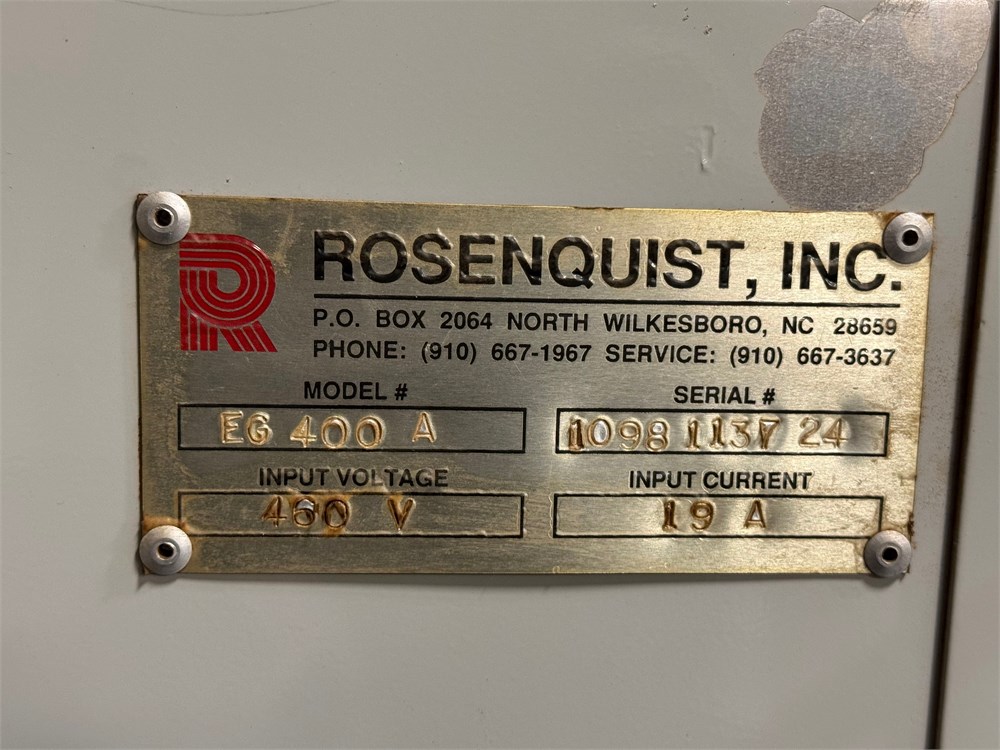 R ROSENQUIST, INC.
P.O. BOX 2064 NORTH WILKESBORO, NC 28659
PHONE: (910) 667-1967 SERVICE: (910) 667-3637
MODEL # SERIAL #
EG 400 A 1098 1137 24
INPUT VOLTAGE INPUT CURRENT
460 V 19 A